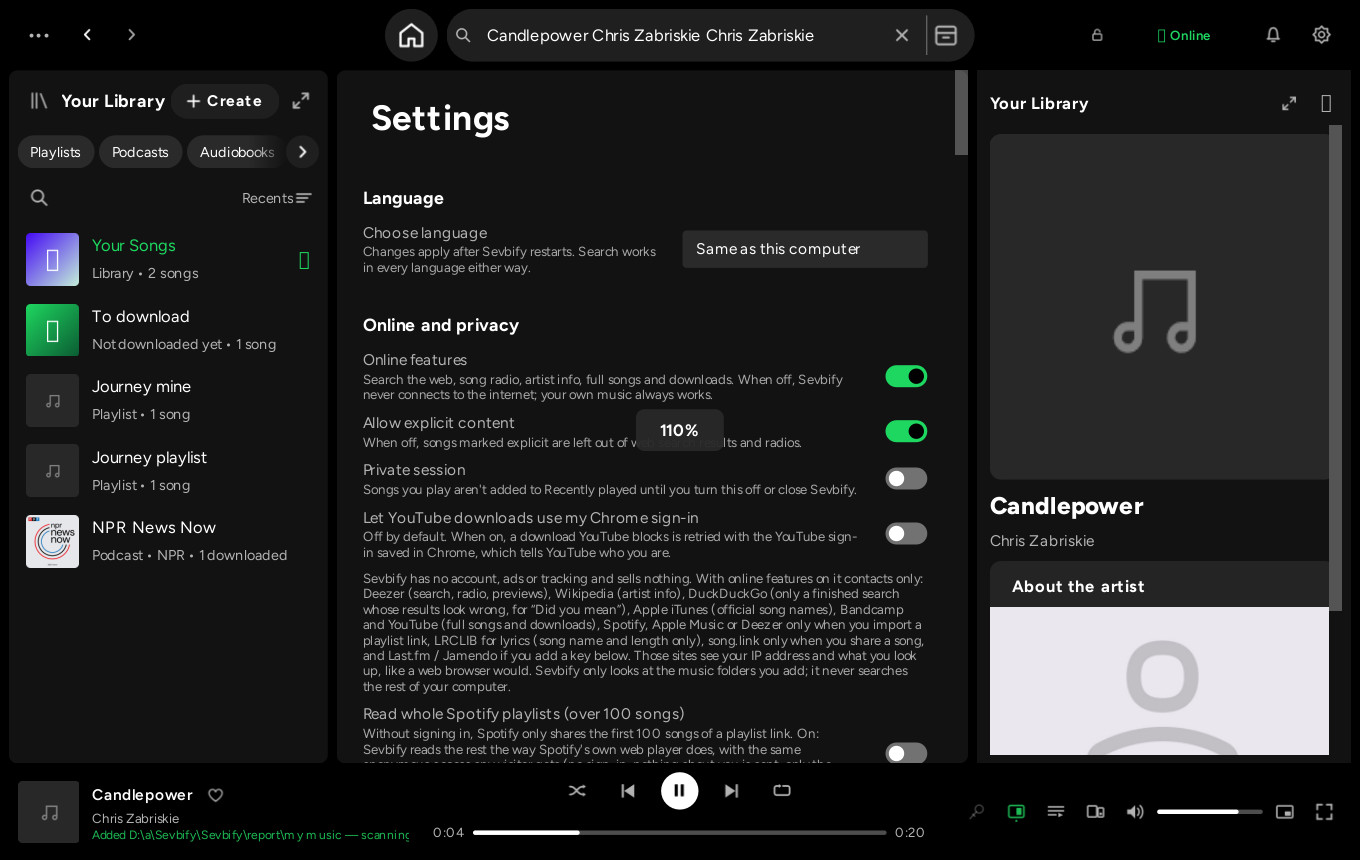 Candlepower Chris Zabriskie Chris Zabriskie
Online
Your Library
Create
Playlists
Podcasts
Audiobooks
Recents
Your Songs
Library • 2 songs
To download
Not downloaded yet • 1 song
Journey mine
Playlist • 1 song
Journey playlist
Playlist • 1 song
npr
news
now
NPR News Now
Podcast • NPR • 1 downloaded
Settings
Language
Choose language
Changes apply after Sevbify restarts. Search works
in every language either way.
Same as this computer
Online and privacy
Online features
Search the web, song radio, artist info, full songs and downloads. When off, Sevbify
never connects to the internet; your own music always works.
Allow explicit content
When off, songs marked explicit are left out of web search results and radios.
110%
Private session
Songs you play aren't added to Recently played until you turn this off or close Sevbify.
Let YouTube downloads use my Chrome sign-in
Off by default. When on, a download YouTube blocks is retried with the YouTube sign-
in saved in Chrome, which tells YouTube who you are.
Sevbify has no account, ads or tracking and sells nothing. With online features on it contacts only:
Deezer (search, radio, previews), Wikipedia (artist info), DuckDuckGo (only a finished search
whose results look wrong, for “Did you mean”), Apple iTunes (official song names), Bandcamp
and YouTube (full songs and downloads), Spotify, Apple Music or Deezer only when you import a
playlist link, LRCLIB for lyrics (song name and length only), song.link only when you share a song,
and Last.fm / Jamendo if you add a key below. Those sites see your IP address and what you look
up, like a web browser would. Sevbify only looks at the music folders you add; it never searches
the rest of your computer.
Read whole Spotify playlists (over 100 songs)
Without signing in, Spotify only shares the first 100 songs of a playlist link. On:
Sevbify reads the rest the way Spotify's own web player does, with the same
Your Library
Candlepower
Chris Zabriskie
About the artist
Candlepower
Chris Zabriskie
Added D:\a\Sevbify\Sevbify\report\my music — scanning
0:04
0:20